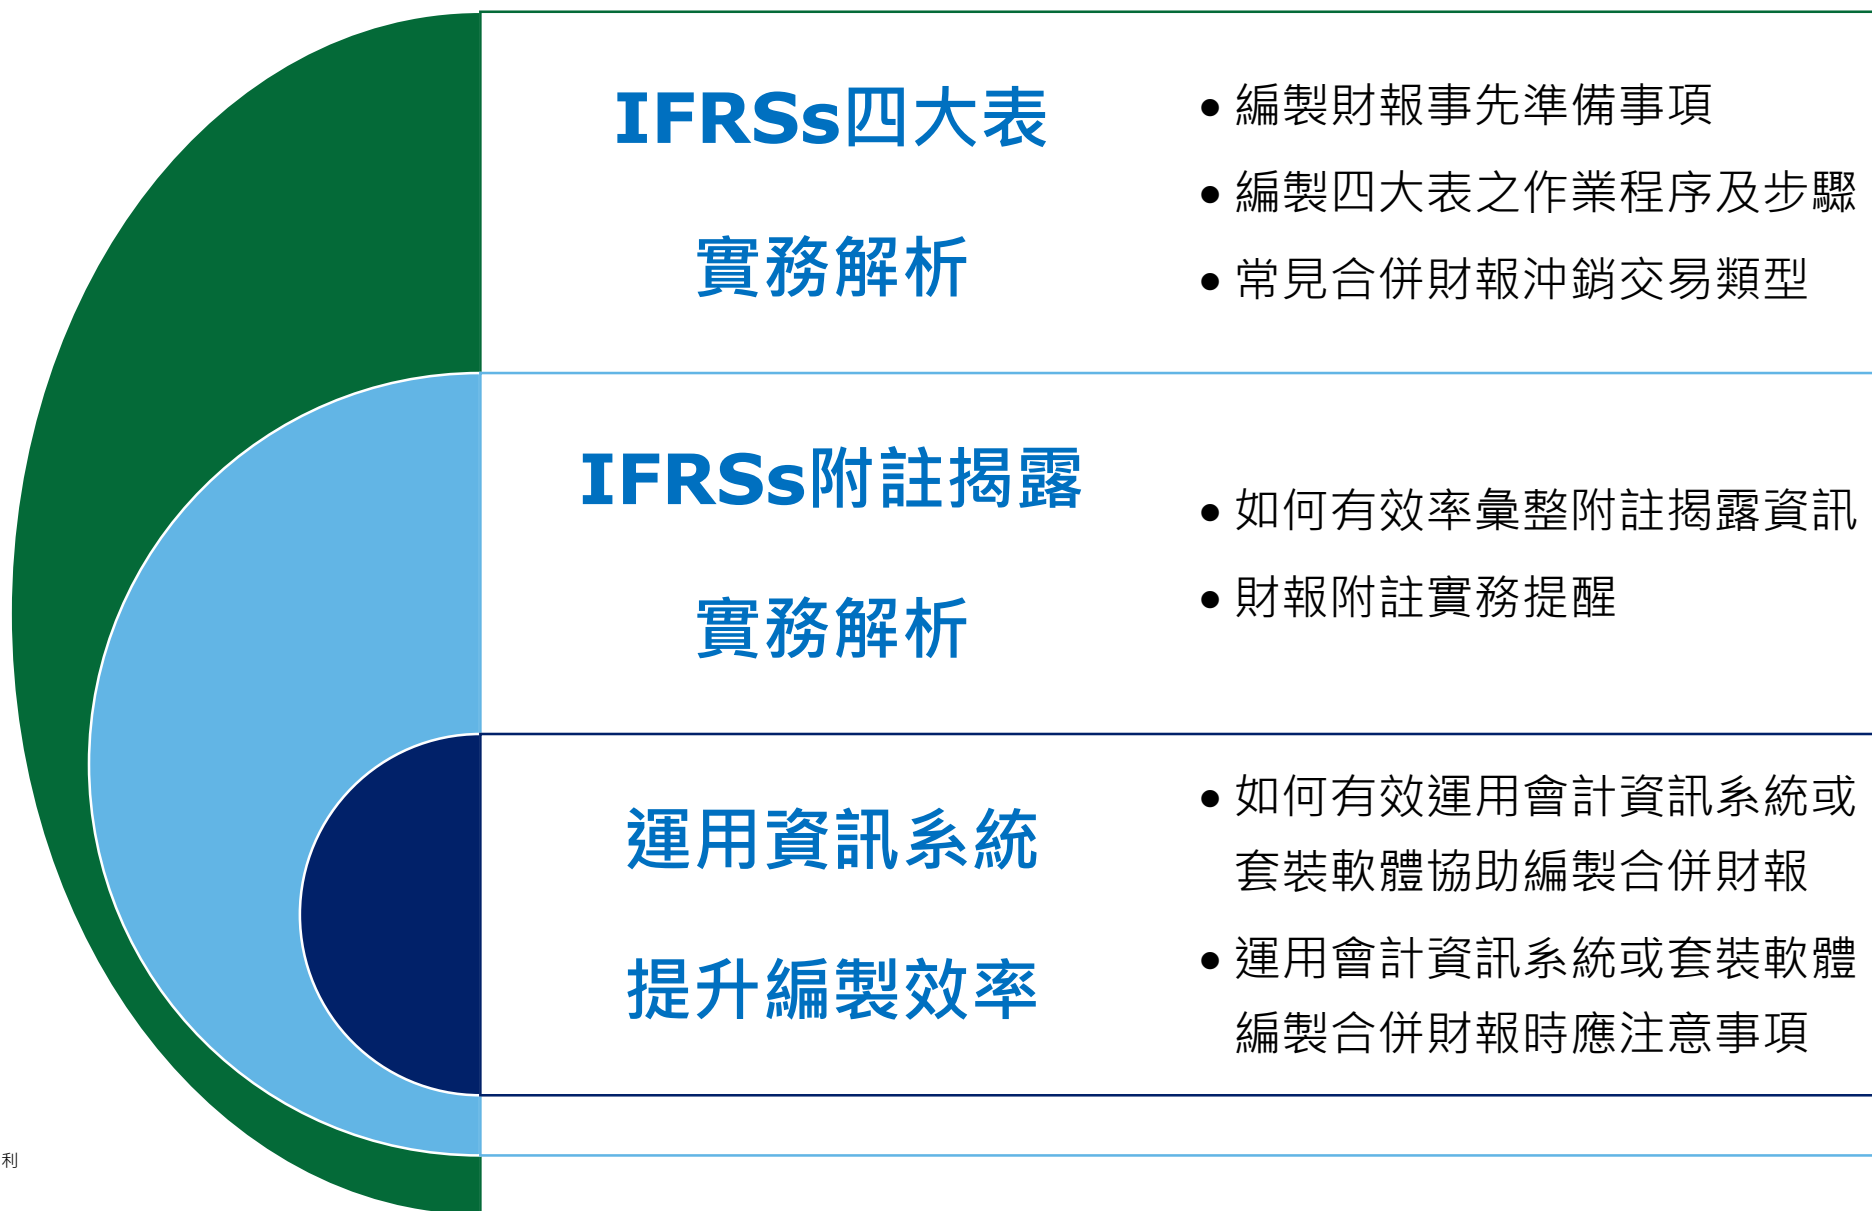 IFRSs四大表
實務解析
• 編製財報事先準備事項
• 編製四大表之作業程序及步驟
• 常見合併財報沖銷交易類型
IFRSs附註揭露
實務解析
• 如何有效率彙整附註揭露資訊
• 財報附註實務提醒
運用資訊系統
提升編製效率
• 如何有效運用會計資訊系統或
套裝軟體協助編製合併財報
• 運用會計資訊系統或套裝軟體
編製合併財報時應注意事項
利